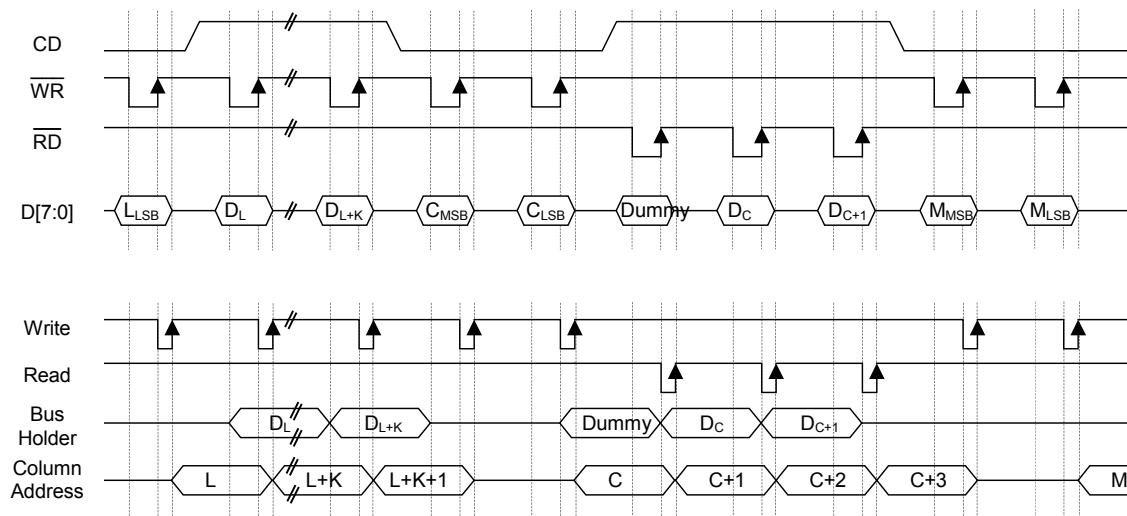 CD
WR
RD
D[7:0] LLSB DL DL+K CMSB CLSB Dummy DC DC+1 MMSB MLSB
Write
Read
Bus
Holder
DL DL+K Dummy DC DC+1
Column
Address
L L+K L+K+1 C C+1 C+2 C+3 M